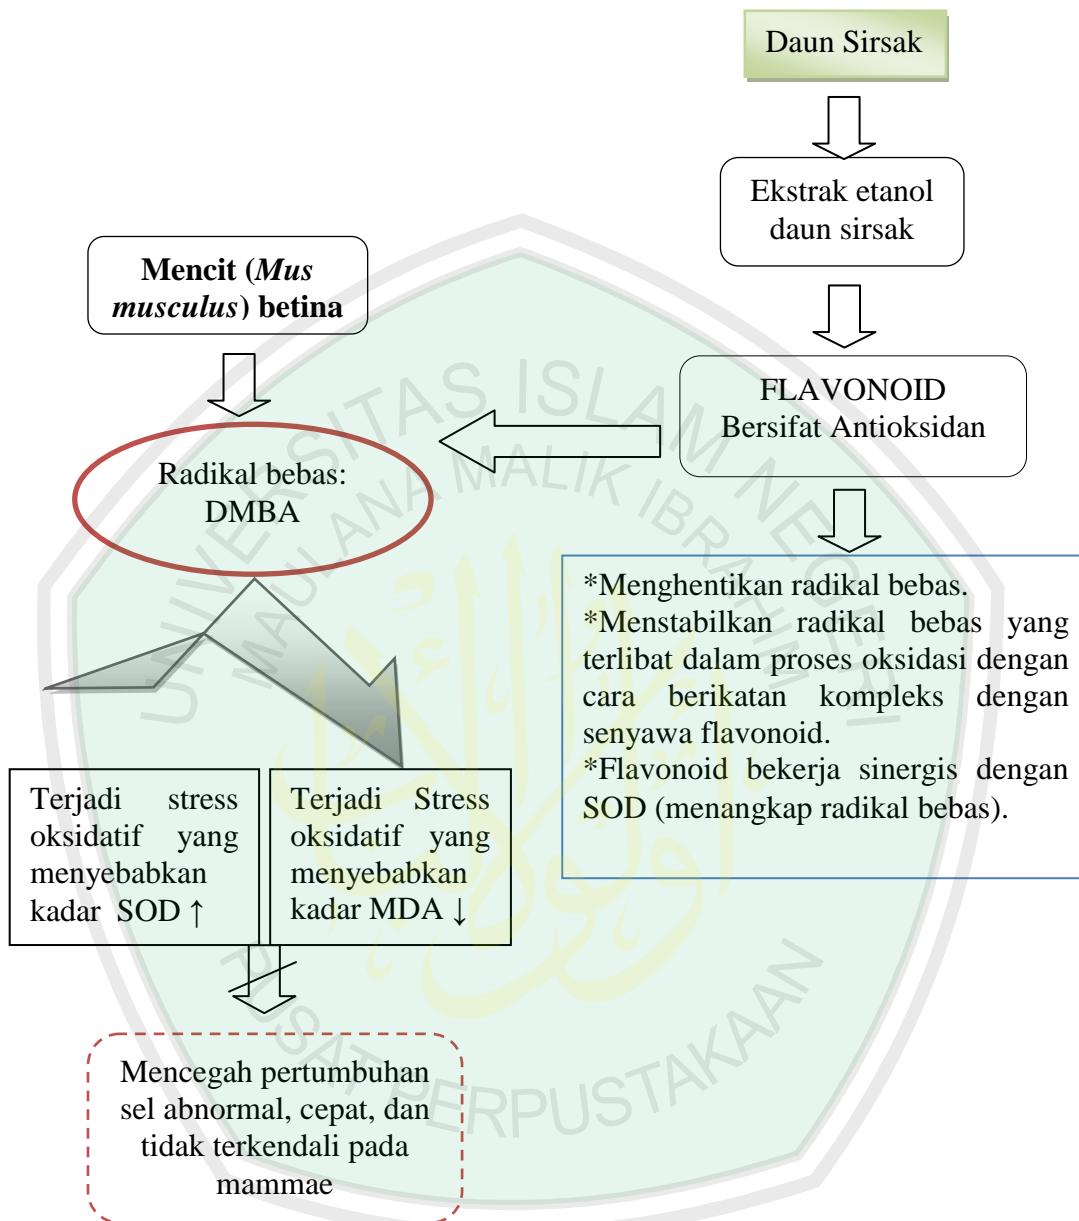 Daun Sirsak
Ekstrak etanol
daun sirsak
Mencit (Mus
musculus) betina
FLAVONOID
Bersifat Antioksidan
Radikal bebas:
DMBA
*Menghentikan radikal bebas.
*Menstabilkan radikal bebas yang
terlibat dalam proses oksidasi dengan
cara berikatan kompleks dengan
senyawa flavonoid.
*Flavonoid bekerja sinergis dengan
SOD (menangkap radikal bebas).
Terjadi stress
oksidatif yang
menyebabkan
kadar SOD ↑
Terjadi Stress
oksidatif yang
menyebabkan
kadar MDA ↓
Mencegah pertumbuhan
sel abnormal, cepat, dan
tidak terkendali pada
mammae
UNIVERSITAS ISLAM NEGERI
MAULANA MALIK IBRAHIM
PUSAT PERPUSTAKAAN